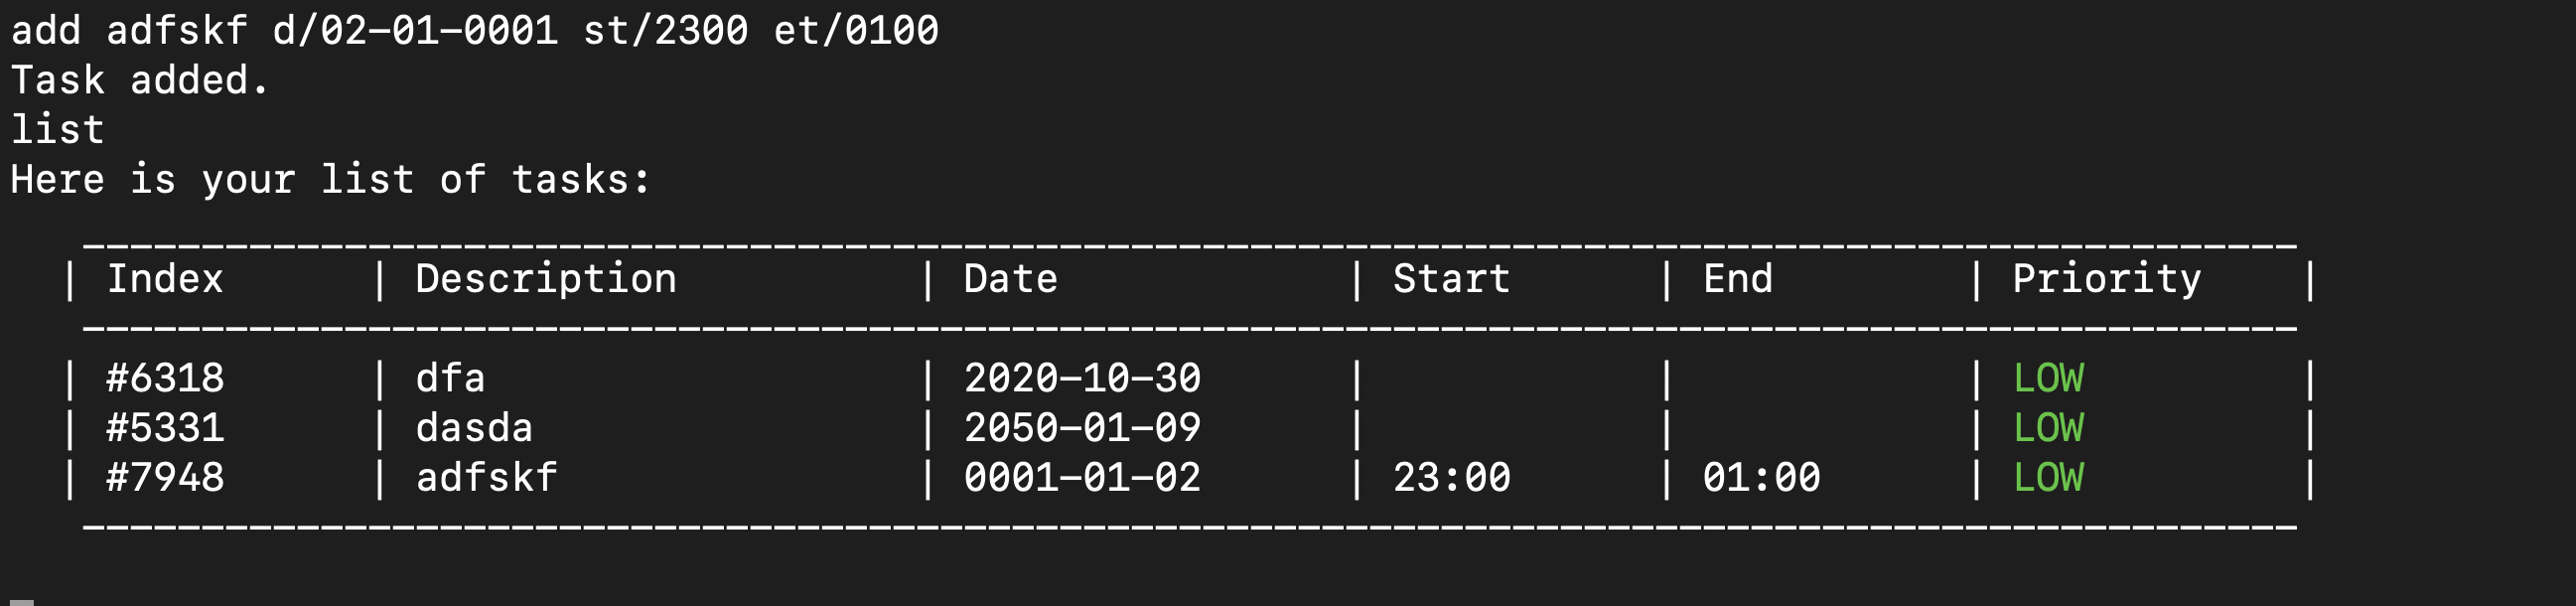 add adfskf d/02-01-0001 st/2300 et/0100
Task added.
list
Here is your list of tasks:
---------------------------------------------------------------------------------------------
| Index      | Description          | Date            | Start      | End        | Priority    |
---------------------------------------------------------------------------------------------
| #6318      | dfa                  | 2020-10-30      |            |            | LOW         |
| #5331      | dasda                | 2050-01-09      |            |            | LOW         |
| #7948      | adfskf               | 0001-01-02      | 23:00      | 01:00      | LOW         |
---------------------------------------------------------------------------------------------